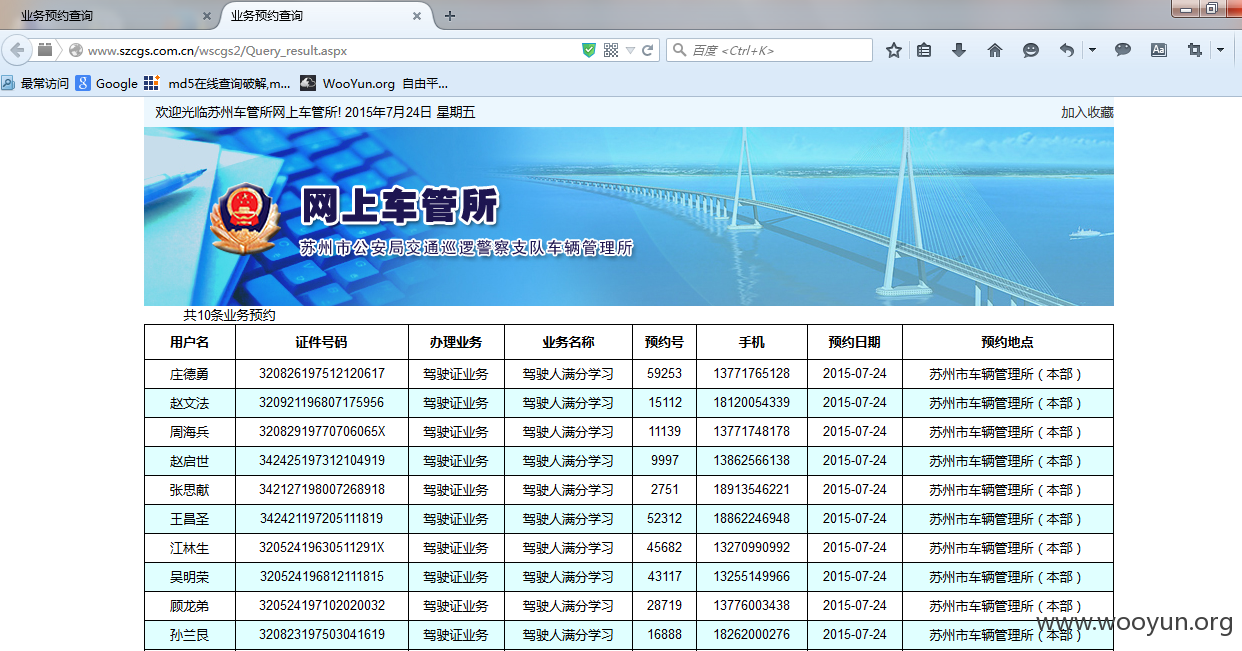 业务预约查询 业务预约查询
www.szcgs.com.cn/wscgs2/Query_result.aspx 百度 <Ctrl+K>
最常访问 Google md5在线查询破解,m... WooYun.org 自由平...
欢迎光临苏州车管所网上车管所! 2015年7月24日 星期五 加入收藏
网上车管所
苏州市公安局交通巡逻警察支队车辆管理所
共10条业务预约
用户名 证件号码 办理业务 业务名称 预约号 手机 预约日期 预约地点
庄德勇 320826197512120617 驾驶证业务 驾驶人满分学习 59253 13771765128 2015-07-24 苏州市车辆管理所（本部）
赵文法 320921196807175956 驾驶证业务 驾驶人满分学习 15112 18120054339 2015-07-24 苏州市车辆管理所（本部）
周海兵 32082919770706065X 驾驶证业务 驾驶人满分学习 11139 13771748178 2015-07-24 苏州市车辆管理所（本部）
赵启世 342425197312104919 驾驶证业务 驾驶人满分学习 9997 13862566138 2015-07-24 苏州市车辆管理所（本部）
张思献 342127198007268918 驾驶证业务 驾驶人满分学习 2751 18913546221 2015-07-24 苏州市车辆管理所（本部）
王昌圣 342421197205111819 驾驶证业务 驾驶人满分学习 52312 18862246948 2015-07-24 苏州市车辆管理所（本部）
江林生 32052419630511291X 驾驶证业务 驾驶人满分学习 45682 13270990992 2015-07-24 苏州市车辆管理所（本部）
吴明荣 320524196812111815 驾驶证业务 驾驶人满分学习 43117 13255149966 2015-07-24 苏州市车辆管理所（本部）
顾龙弟 320524197102020032 驾驶证业务 驾驶人满分学习 28719 13776003438 2015-07-24 苏州市车辆管理所（本部）
孙兰艮 320823197503041619 驾驶证业务 驾驶人满分学习 16888 18262000276 2015-07-24 苏州市车辆管理所（本部）
www.wooyun.org